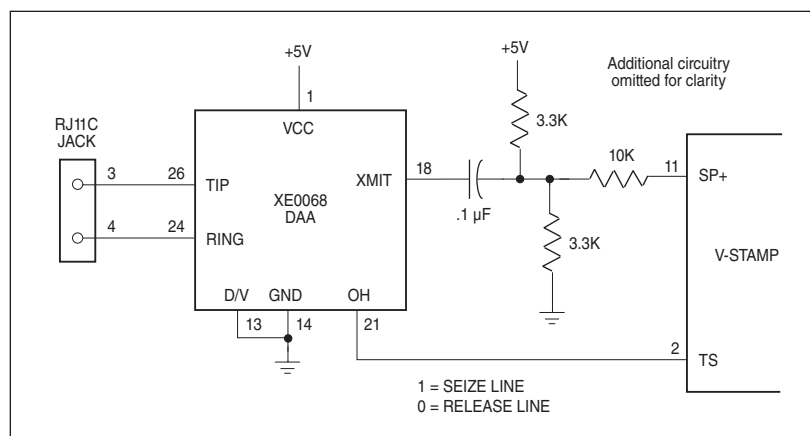 +5V
+5V
Additional circuitry
omitted for clarity
1
RJ11C
JACK
VCC
3.3K
10K
3
26
TIP
XMIT
18
11
SP+
XE0068
DAA
.1 µF
4
24
RING
3.3K
V-STAMP
D/V
GND
OH
13
14
21
2
TS
1 = SEIZE LINE
0 = RELEASE LINE